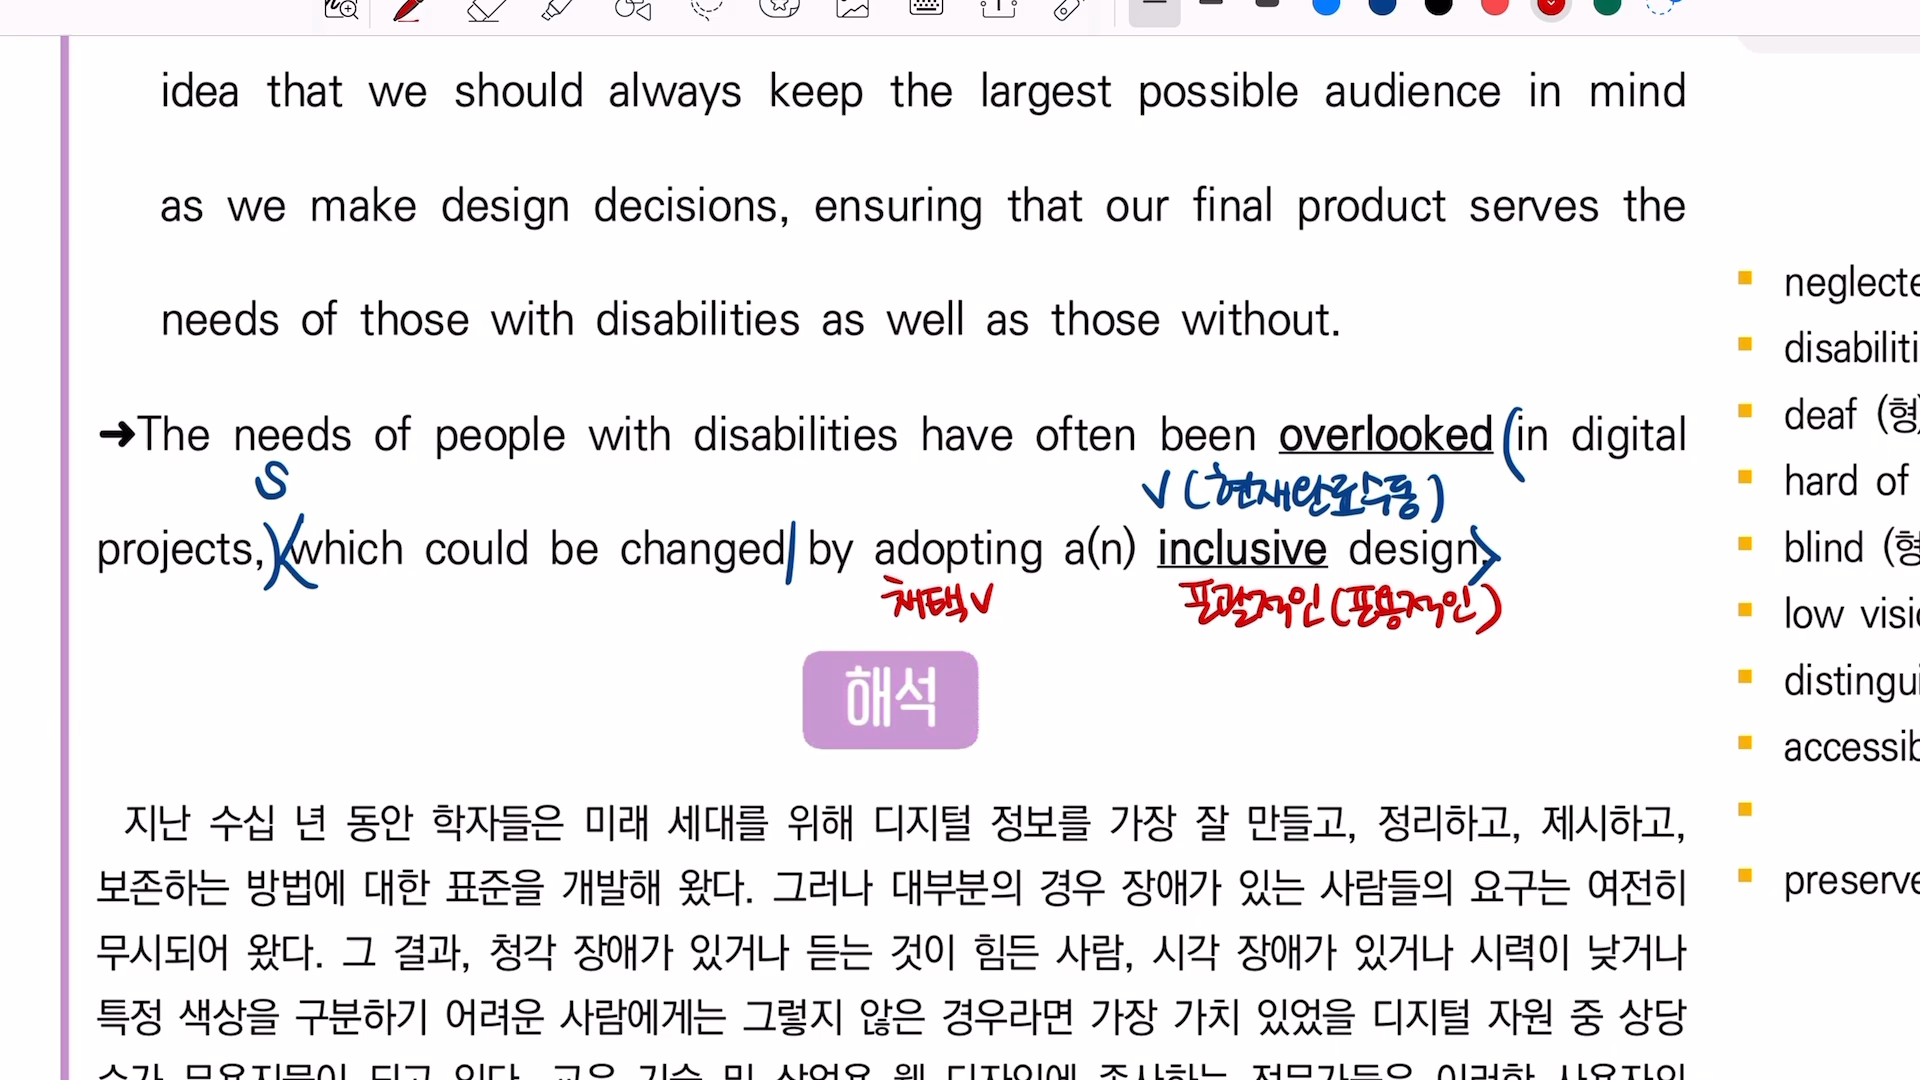 idea that we should always keep the largest possible audience in mind
as we make design decisions, ensuring that our final product serves the
needs of those with disabilities as well as those without.
➜The needs of people with disabilities have often been overlooked (in digital
S
V (현재완료수동)
projects,) which could be changed / by adopting a(n) inclusive design.
채택V
포괄적인 (포용적인)
해석
지난 수십 년 동안 학자들은 미래 세대를 위해 디지털 정보를 가장 잘 만들고, 정리하고, 제시하고,
보존하는 방법에 대한 표준을 개발해 왔다. 그러나 대부분의 경우 장애가 있는 사람들의 요구는 여전히
무시되어 왔다. 그 결과, 청각 장애가 있거나 듣는 것이 힘든 사람, 시각 장애가 있거나 시력이 낮거나
특정 색상을 구분하기 어려운 사람에게는 그렇지 않은 경우라면 가장 가치 있었을 디지털 자원 중 상당
neglecte
disabiliti
deaf (형)
hard of
blind (형
low visio
distingui
accessib
preserve